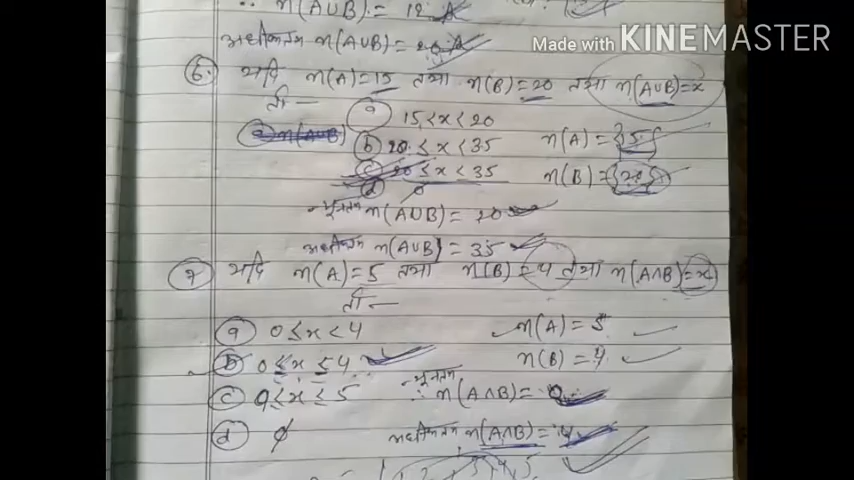 ∴ n(A∪B) = 12
अधिकतम n(A∪B) = 20
Made with KINEMASTER
6. यदि n(A)=15 तथा n(B)=20 तथा n(A∪B)=x
तो —
(a) 15<x<20
(b) 20 ≤ x < 35 n(A) = {15}
(c) 20 ≤ x < 35 n(B) = {20}
(d) ∅
न्यूनतम n(A∪B) = 20
अधिकतम n(A∪B) = 35
7 यदि n(A)=5 तथा n(B)=4 तथा n(A∩B)=x
तो —
(a) 0≤x<4 n(A) = 5
(b) 0≤x≤4 n(B) = 4
(c) 0≤x≤5 ∴ न्यूनतम n(A∩B) = 0
(d) ∅ अधिकतम n(A∩B) = 4